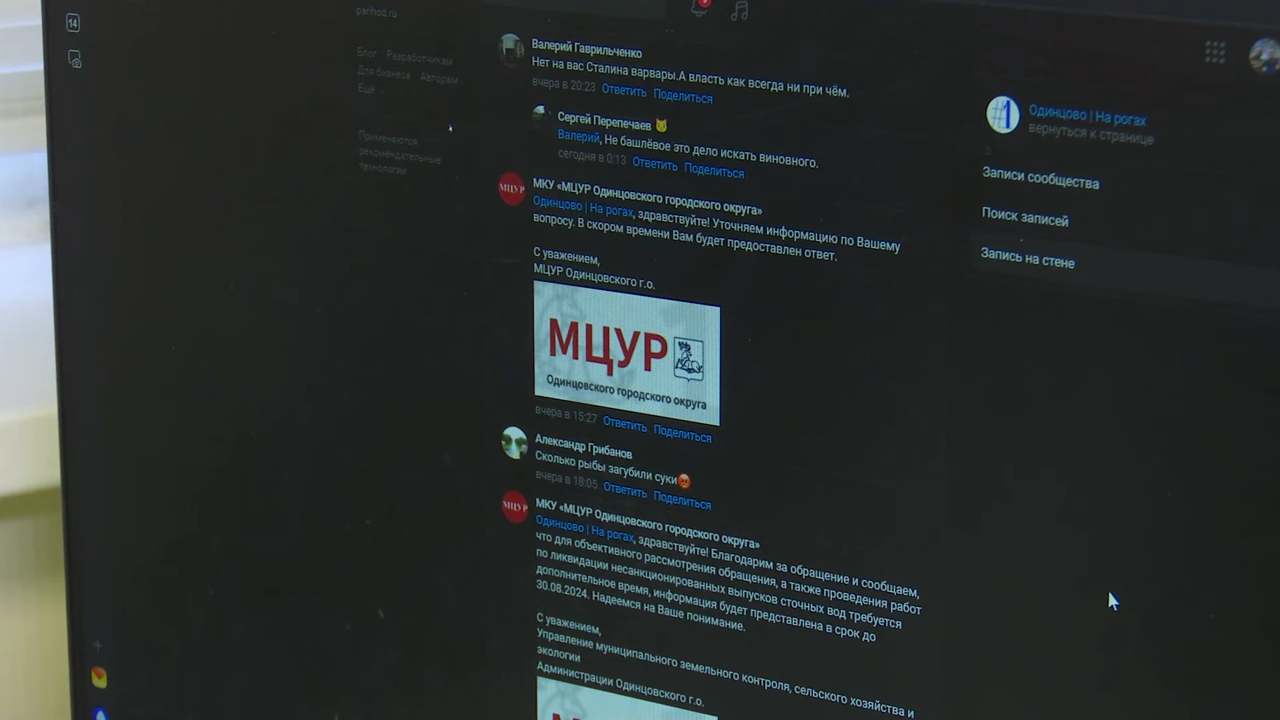 14
parihod.ru
Блог Разработчикам
Для бизнеса Авторам
Ещё
Применяются
рекомендательные
технологии
Валерий Гаврильченко
Нет на вас Сталина варвары.А власть как всегда ни при чём.
вчера в 20:23 Ответить Поделиться
Сергей Перепечаев
Валерий, Не башлёвое это дело искать виновного.
сегодня в 0:13 Ответить Поделиться
МЦУР
МКУ «МЦУР Одинцовского городского округа»
Одинцово | На рогах, здравствуйте! Уточняем информацию по Вашему
вопросу. В скором времени Вам будет предоставлен ответ.
С уважением,
МЦУР Одинцовского г.о.
МЦУР
Одинцовского городского округа
вчера в 15:27 Ответить Поделиться
Александр Грибанов
Сколько рыбы загубили суки😡
вчера в 18:05 Ответить Поделиться
МЦУР
МКУ «МЦУР Одинцовского городского округа»
Одинцово | На рогах, здравствуйте! Благодарим за обращение и сообщаем,
что для объективного рассмотрения обращения, а также проведения работ
по ликвидации несанкционированных выпусков сточных вод требуется
дополнительное время, информация будет представлена в срок до
30.08.2024. Надеемся на Ваше понимание.
С уважением,
Управление муниципального земельного контроля, сельского хозяйства и
экологии
Администрации Одинцовского г.о.
#1
Одинцово | На рогах
вернуться к странице
Записи сообщества
Поиск записей
Запись на стене